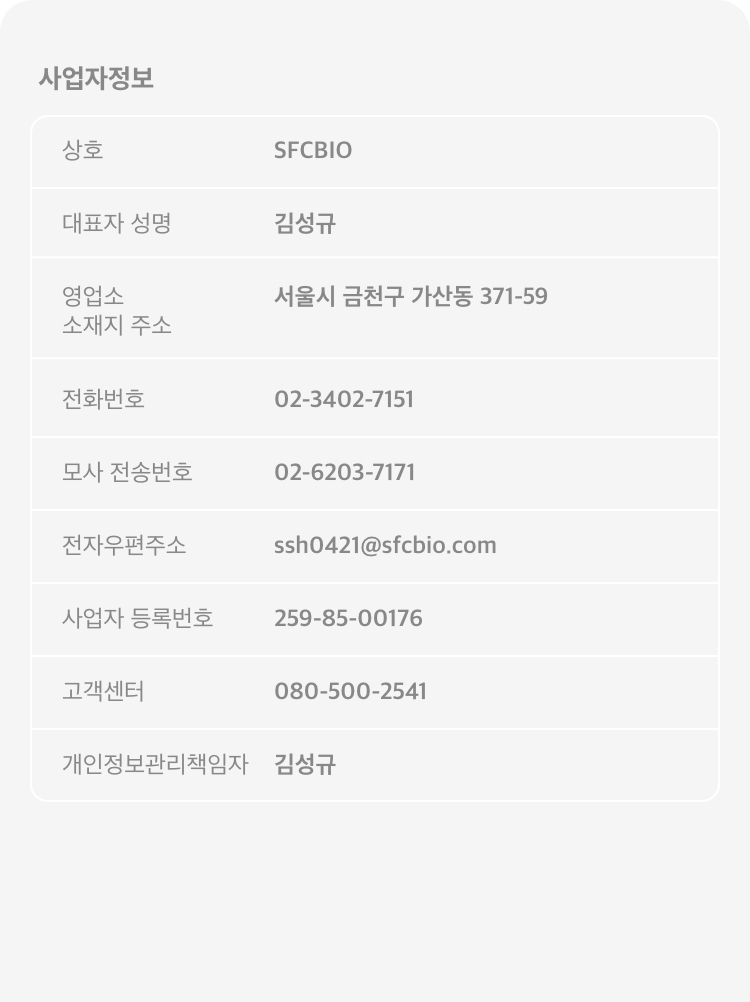 사업자정보
상호 SFCBIO
대표자 성명 김성규
영업소 서울시 금천구 가산동 371-59
소재지 주소
전화번호 02-3402-7151
모사 전송번호 02-6203-7171
전자우편주소 ssh0421@sfcbio.com
사업자 등록번호 259-85-00176
고객센터 080-500-2541
개인정보관리책임자 김성규